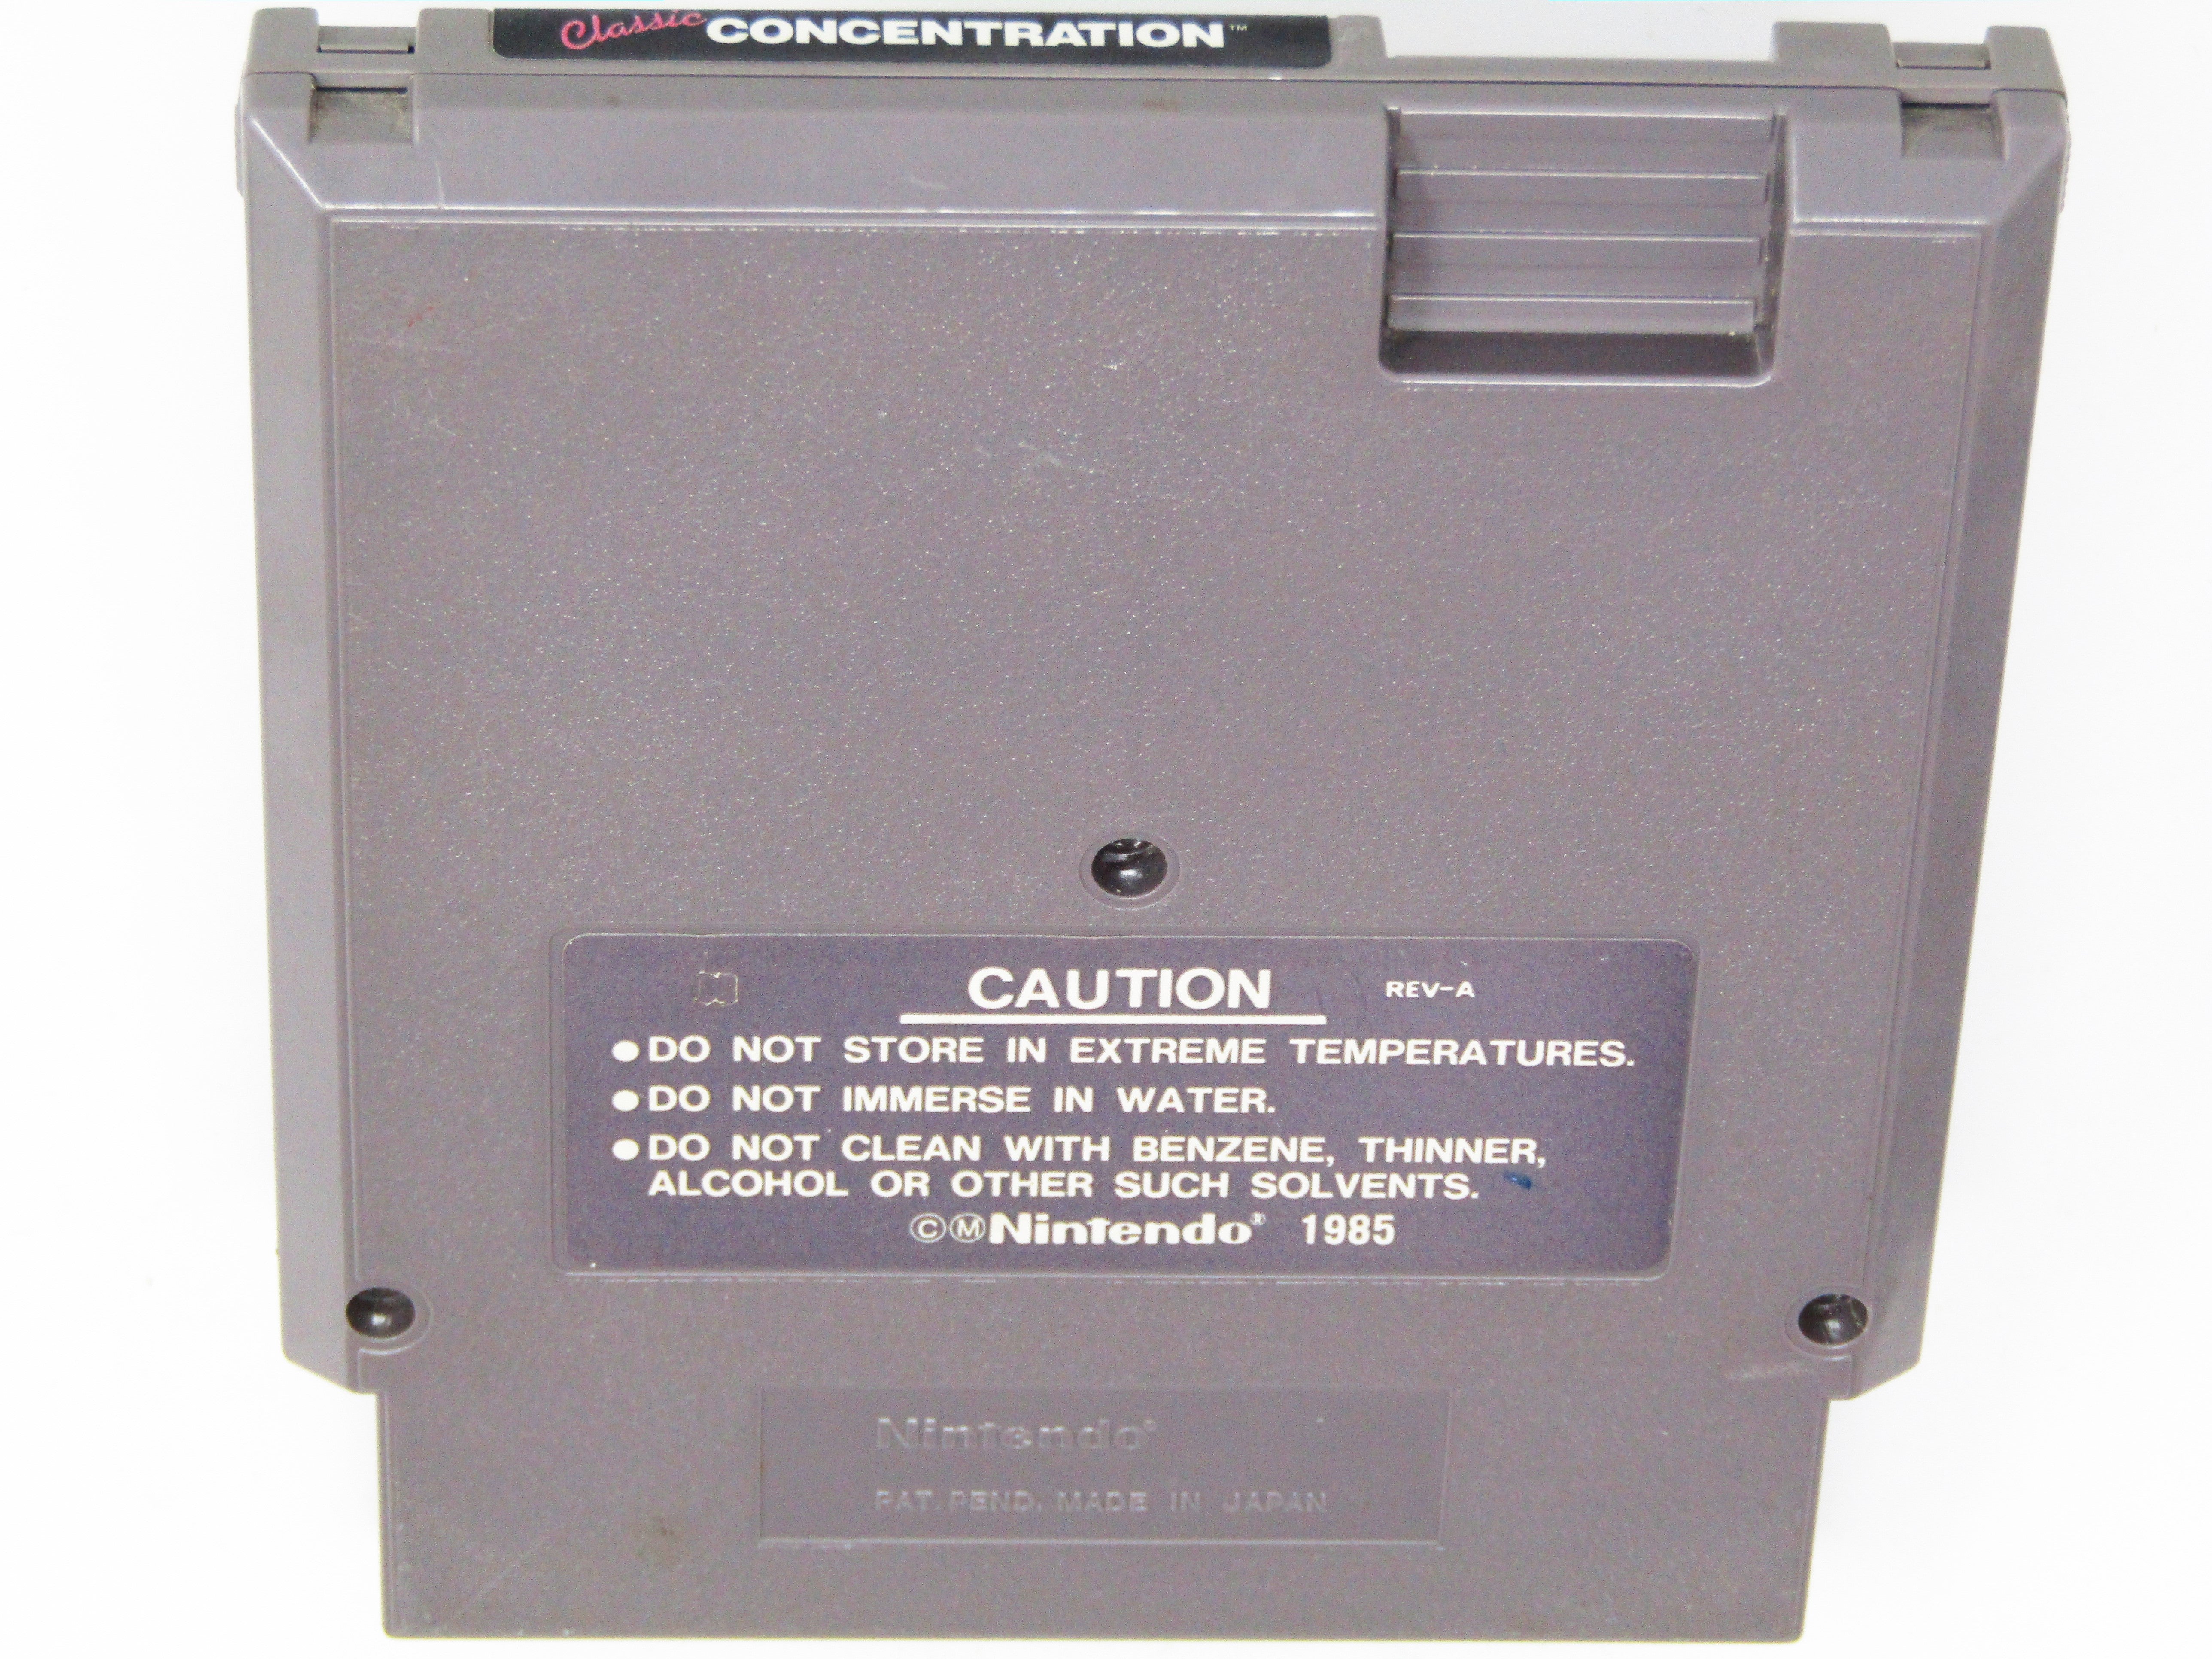 Classic CONCENTRATION™
CAUTION REV-A
●DO NOT STORE IN EXTREME TEMPERATURES.
●DO NOT IMMERSE IN WATER.
●DO NOT CLEAN WITH BENZENE, THINNER,
ALCOHOL OR OTHER SUCH SOLVENTS.
©ⓂNintendo® 1985
Nintendo®
PAT. PEND. MADE IN JAPAN